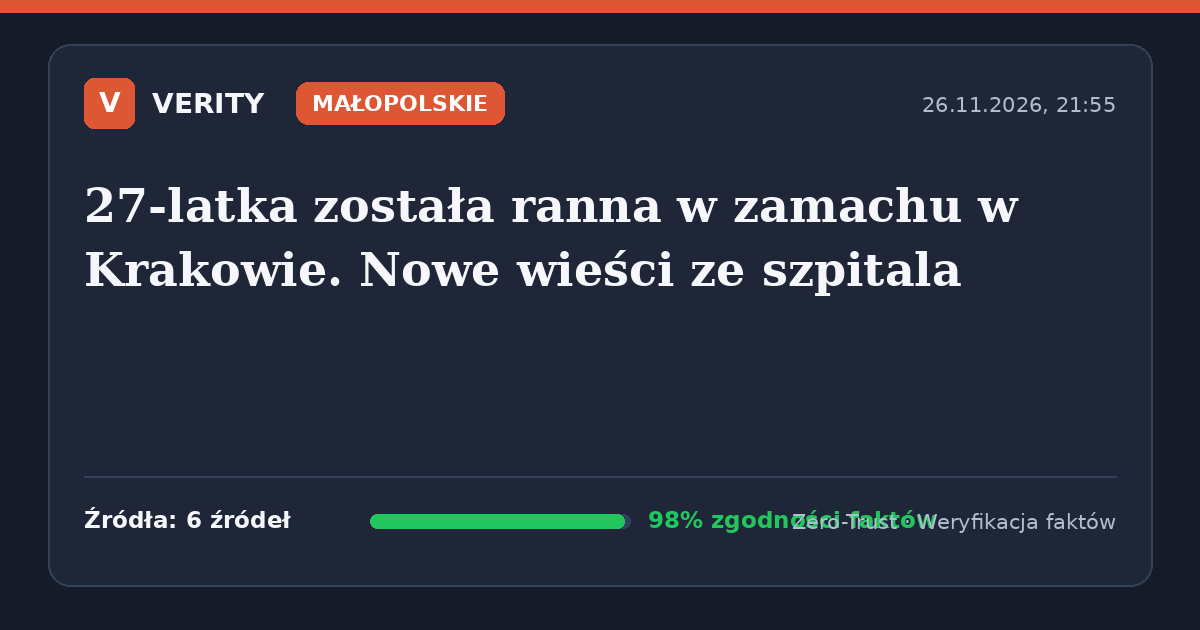 V VERITY MAŁOPOLSKIE 26.11.2026, 21:55
27-latka została ranna w zamachu w
Krakowie. Nowe wieści ze szpitala
Źródła: 6 źródeł 98% zgodności faktów Zero-Trust · Weryfikacja faktów